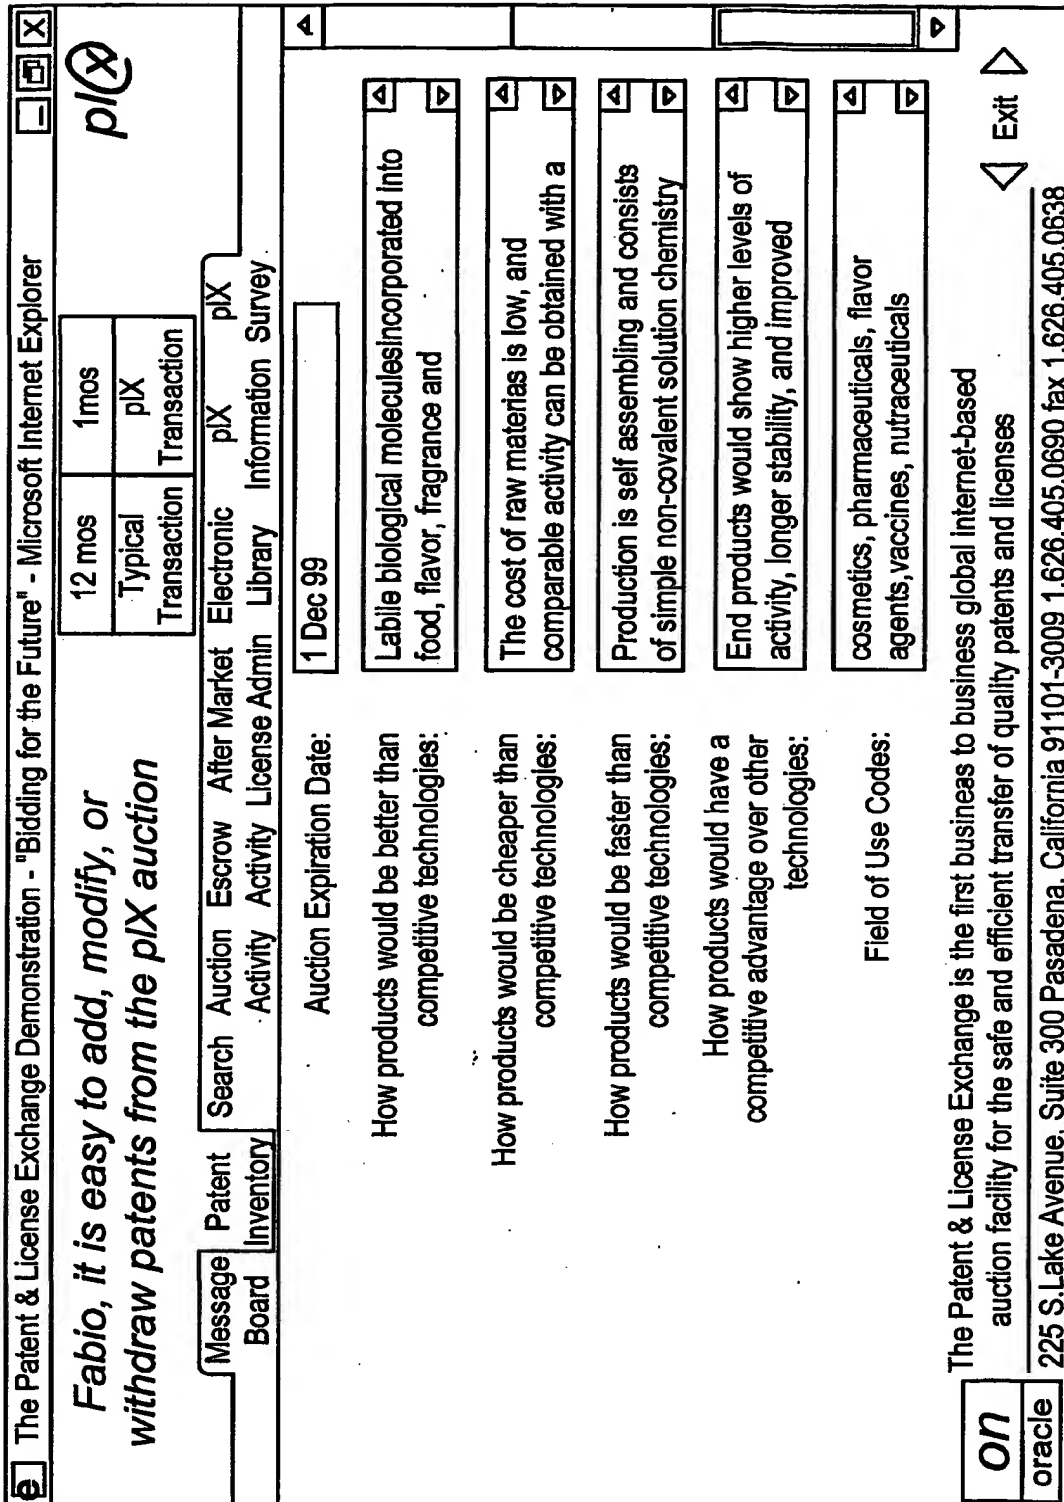 e The Patent & License Exchange Demonstration - "Bidding for the Future" - Microsoft Internet Explorer
Fabio, it is easy to add, modify, or
withdraw patents from the plX auction
12 mos 1mos
Typical Transaction plX Transaction
plX
Message Board Patent Inventory Search Auction Activity Escrow Activity After Market License Admin Electronic Library plX Information plX Survey
Auction Expiration Date: 1 Dec 99
How products would be better than
competitive technologies:
Labile biological moleculesIncorporated into
food, flavor, fragrance and
How products would be cheaper than
competitive technologies:
The cost of raw materias is low, and
comparable activity can be obtained with a
How products would be faster than
competitive technologies:
Production is self assembling and consists
of simple non-covalent solution chemistry
How products would have a
competitive advantage over other
technologies:
End products would show higher levels of
activity, longer stability, and improved
Field of Use Codes:
cosmetics, pharmaceuticals, flavor
agents,vaccines, nutraceuticals
on
oracle
The Patent & License Exchange is the first busineas to business global internet-based
auction facility for the safe and efficient transfer of quality patents and licenses
Exit
225 S.Lake Avenue, Suite 300 Pasadena, California 91101-3009 1.626.405.0690 fax 1.626.405.0638